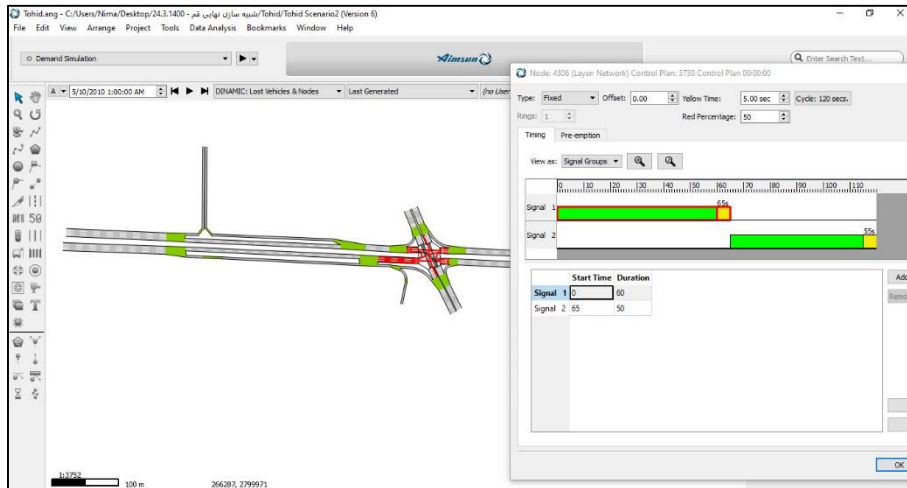 Tohid.ang - C:/Users/Nima/Desktop/24.3.1400 - شبیه سازی نهایی قم/Tohid/Tohid Scenario2 (Version 6)
File Edit View Arrange Project Tools Data Analysis Bookmarks Window Help
Demand Simulation
Aimsun
Enter Search Text...
A 5/10/2010 1:00:00 AM DINAMIC: Lost Vehicles & Nodes Last Generated (no User
Node: 4306 (Layer: Network) Control Plan: 3730 Control Plan 00:00:00
Type: Fixed Offset: 0.00 Yellow Time: 5.00 sec Cycle: 120 secs.
Rings: 1 Red Percentage: 50
Timing Pre-emption
View as: Signal Groups
0 10 20 30 40 50 60 70 80 90 100 110
65s
Signal 1
55s
Signal 2
Start Time Duration
Signal 1 0 60
Signal 2 65 50
Add
Remo
OK
1:3752
100 m
266287, 2799971